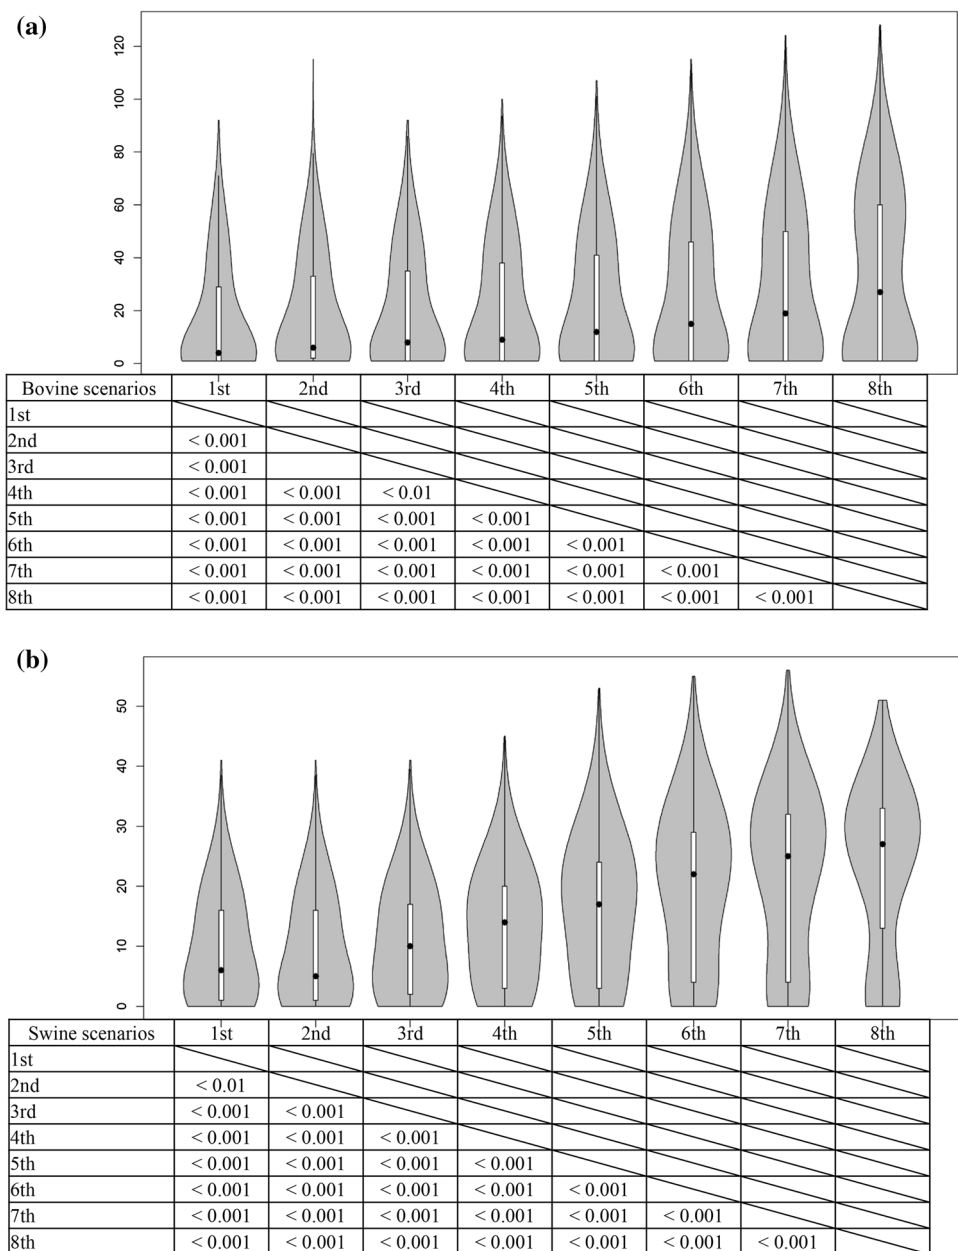 (a)
120
100
80
60
40
20
0
Bovine scenarios 1st 2nd 3rd 4th 5th 6th 7th 8th
1st
2nd < 0.001
3rd < 0.001
4th < 0.001 < 0.001 < 0.01
5th < 0.001 < 0.001 < 0.001 < 0.001
6th < 0.001 < 0.001 < 0.001 < 0.001 < 0.001
7th < 0.001 < 0.001 < 0.001 < 0.001 < 0.001 < 0.001
8th < 0.001 < 0.001 < 0.001 < 0.001 < 0.001 < 0.001 < 0.001
(b)
50
40
30
20
10
0
Swine scenarios 1st 2nd 3rd 4th 5th 6th 7th 8th
1st
2nd < 0.01
3rd < 0.001 < 0.001
4th < 0.001 < 0.001 < 0.001
5th < 0.001 < 0.001 < 0.001 < 0.001
6th < 0.001 < 0.001 < 0.001 < 0.001 < 0.001
7th < 0.001 < 0.001 < 0.001 < 0.001 < 0.001 < 0.001
8th < 0.001 < 0.001 < 0.001 < 0.001 < 0.001 < 0.001 < 0.001